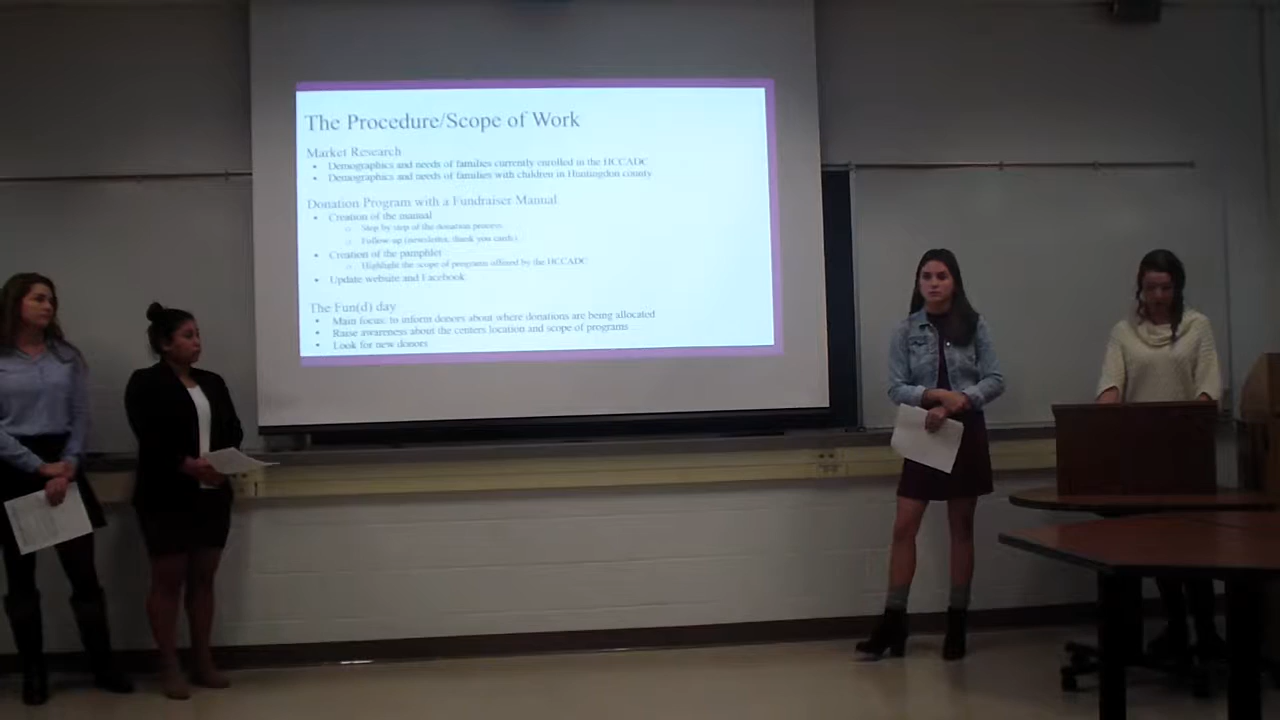 The Procedure/Scope of Work
Market Research
• Demographics and needs of families currently enrolled in the HCCADC
• Demographics and needs of families with children in Huntingdon county
Donation Program with a Fundraiser Manual
• Creation of the manual
○ Step by step of the donation process
○ Follow up (newsletter, thank you cards)
• Creation of the pamphlet
○ Highlight the scope of programs offered by the HCCADC
• Update website and Facebook
The Fun(d) day
• Main focus: to inform donors about where donations are being allocated
• Raise awareness about the centers location and scope of programs
• Look for new donors